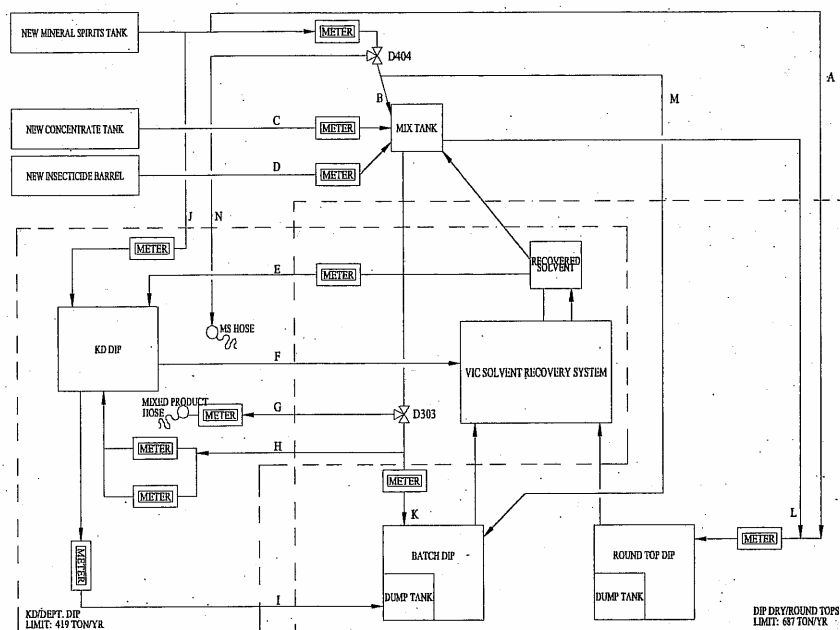 NEW MINERAL SPIRITS TANK
METER
D404
A
B
M
NEW CONCENTRATE TANK
C
METER
MIX TANK
NEW INSECTICIDE BARREL
D
METER
J
N
METER
E
METER
RECOVERED
SOLVENT
MS HOSE
KD DIP
F
VIC SOLVENT RECOVERY SYSTEM
MIXED PRODUCT
HOSE
METER
G
D303
METER
H
METER
METER
K
L
METER
BATCH DIP
ROUND TOP DIP
METER
DUMP TANK
DUMP TANK
I
KD/DEPT. DIP
LIMIT: 419 TON/YR
DIP DRY/ROUND TOPS
LIMIT: 687 TON/YR